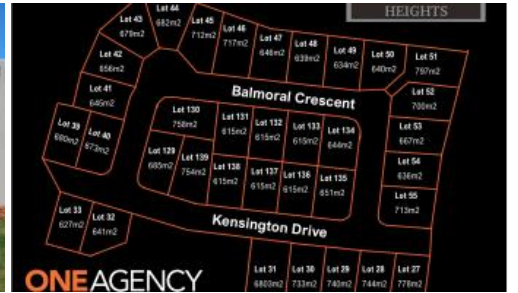 HEIGHTS
Lot 44
682m2
Lot 43
679m2
Lot 45
712m2
Lot 46
717m2
Lot 47
646m2
Lot 48
639m2
Lot 49
634m2
Lot 50
640m2
Lot 51
797m2
Lot 42
656m2
Lot 41
645m2
Lot 52
700m2
Balmoral Crescent
Lot 39
680m2
Lot 40
673m2
Lot 130
758m2
Lot 131
615m2
Lot 132
615m2
Lot 133
615m2
Lot 134
644m2
Lot 53
667m2
Lot 129
685m2
Lot 139
754m2
Lot 138
615m2
Lot 137
615m2
Lot 136
615m2
Lot 135
651m2
Lot 54
636m2
Lot 55
713m2
Lot 33
627m2
Lot 32
641m2
Kensington Drive
Lot 31
6803m2
Lot 30
733m2
Lot 29
740m2
Lot 28
744m2
Lot 27
778m2
ONEAGENCY